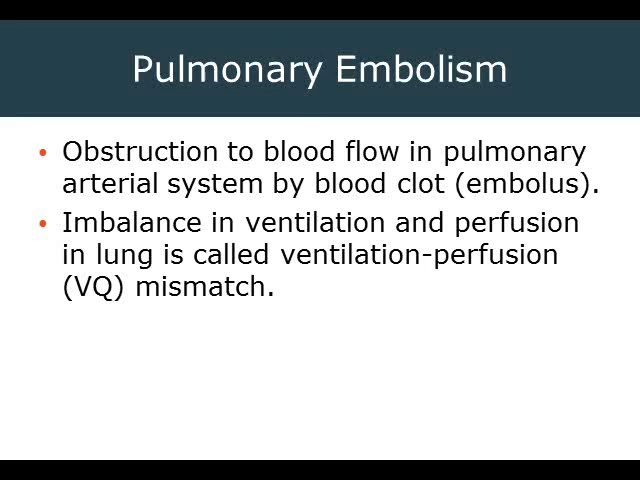 Pulmonary Embolism
• Obstruction to blood flow in pulmonary
arterial system by blood clot (embolus).
• Imbalance in ventilation and perfusion
in lung is called ventilation-perfusion
(VQ) mismatch.